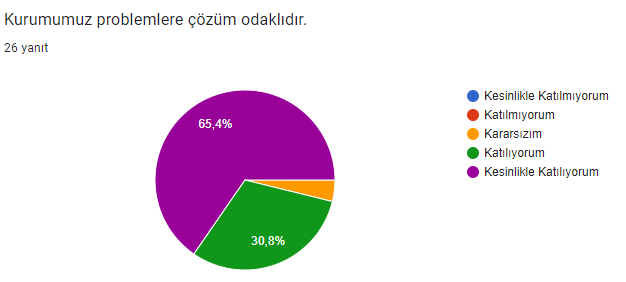 Kurumumuz problemlere çözüm odaklıdır.
26 yanıt
65,4%
30,8%
Kesinlikle Katılmıyorum
Katılmıyorum
Kararsızım
Katılıyorum
Kesinlikle Katılıyorum